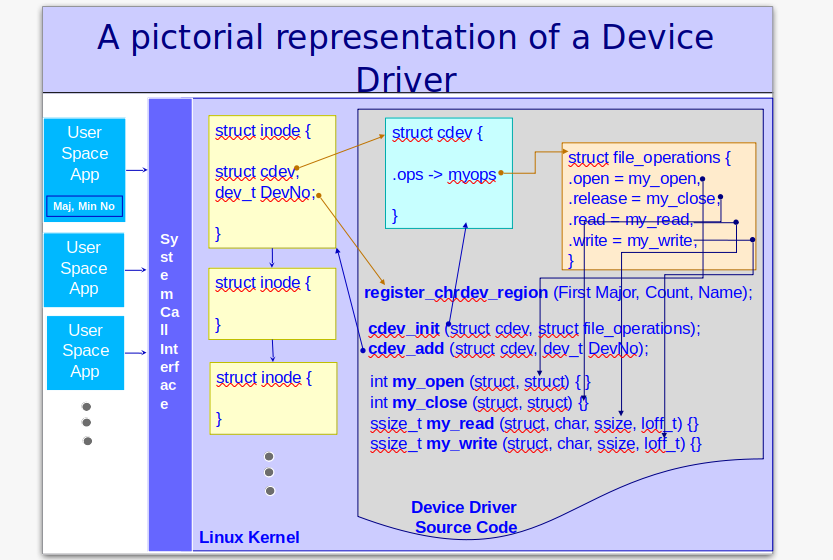 A pictorial representation of a Device
Driver
User
Space
App
Maj, Min No
User
Space
App
User
Space
App
Sy
st
e
m
Ca
ll
Int
erf
ac
e
struct inode {
struct cdev;
dev_t DevNo;
}
struct inode {
}
struct inode {
}
Linux Kernel
struct cdev {
.ops -> myops
}
struct file_operations {
.open = my_open,
.release = my_close,
.read = my_read,
.write = my_write;
}
register_chrdev_region (First Major, Count, Name);
cdev_init (struct cdev, struct file_operations);
cdev_add (struct cdev, dev_t DevNo);
int my_open (struct, struct) { }
int my_close (struct, struct) {}
ssize_t my_read (struct, char, ssize, loff_t) {}
ssize_t my_write (struct, char, ssize, loff_t) {}
Device Driver
Source Code